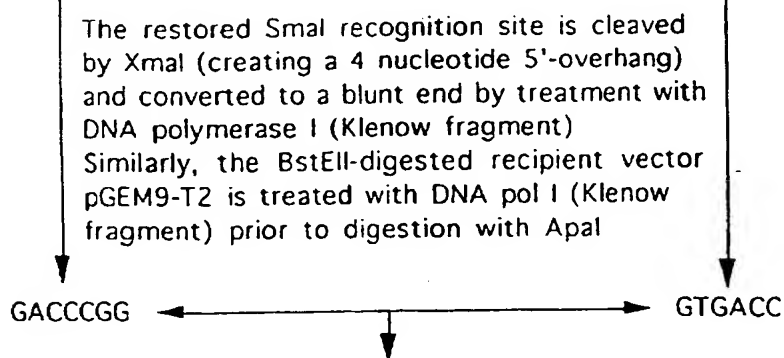 The restored SmaI recognition site is cleaved
by XmaI (creating a 4 nucleotide 5'-overhang)
and converted to a blunt end by treatment with
DNA polymerase I (Klenow fragment)
Similarly, the BstEII-digested recipient vector
pGEM9-T2 is treated with DNA pol I (Klenow
fragment) prior to digestion with ApaI
GACCCGG GTGACC